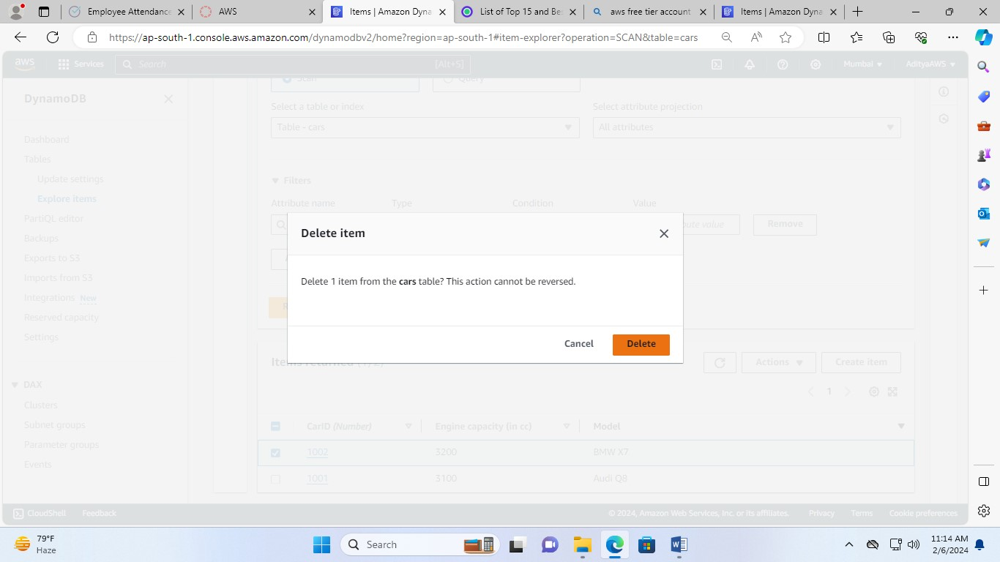 Employee Attendance
AWS
Items | Amazon Dyna
List of Top 15 and Be
aws free tier account
Items | Amazon Dyna
https://ap-south-1.console.aws.amazon.com/dynamodbv2/home?region=ap-south-1#item-explorer?operation=SCAN&table=cars
aws Services Search [Alt+S] Mumbai AdityaAWS
DynamoDB
Dashboard
Tables
Update settings
Explore items
PartiQL editor
Backups
Exports to S3
Imports from S3
Integrations New
Reserved capacity
Settings
DAX
Clusters
Subnet groups
Parameter groups
Events
Scan Query
Select a table or index Select attribute projection
Table - cars All attributes
Filters
Attribute name Type Condition Value
Remove
Delete item
Delete 1 item from the cars table? This action cannot be reversed.
Cancel Delete
Items returned
Actions Create item
1
CarID (Number) Engine capacity (in cc) Model
1002 3200 BMW X7
1001 3100 Audi Q8
CloudShell Feedback © 2024, Amazon Web Services, Inc. or its affiliates. Privacy Terms Cookie preferences
79°F
Haze
Search
11:14 AM
2/6/2024